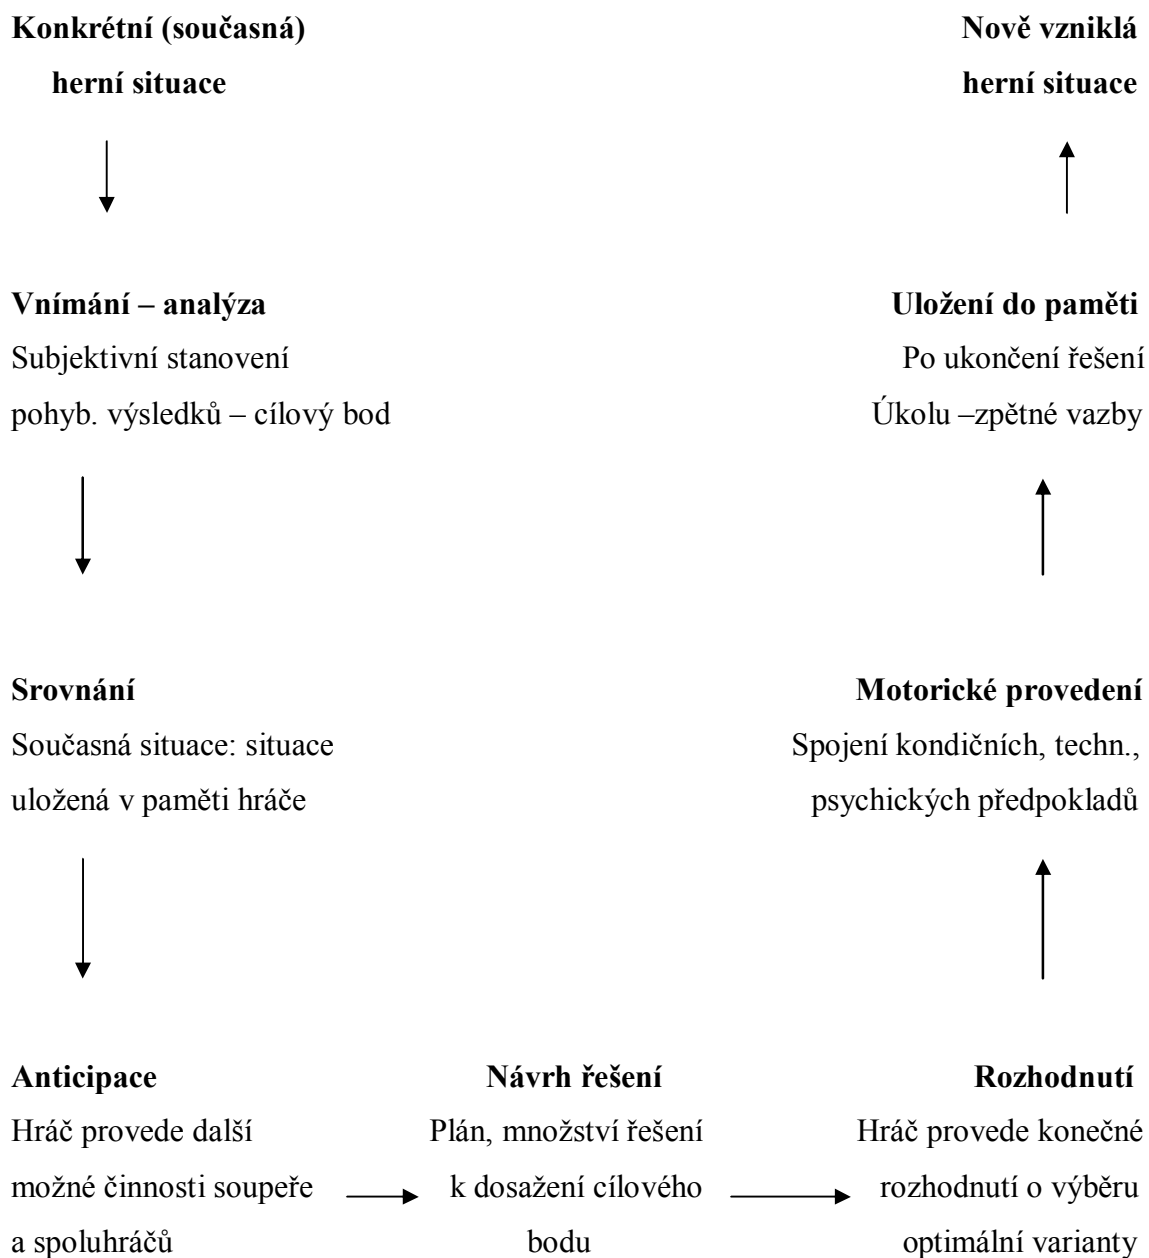 Konkrétní (současná)
herní situace
Nově vzniklá
herní situace
Vnímání – analýza
Subjektivní stanovení
pohyb. výsledků – cílový bod
Uložení do paměti
Po ukončení řešení
Úkolu –zpětné vazby
Srovnání
Současná situace: situace
uložená v paměti hráče
Motorické provedení
Spojení kondičních, techn.,
psychických předpokladů
Anticipace
Hráč provede další
možné činnosti soupeře
a spoluhráčů
Návrh řešení
Plán, množství řešení
k dosažení cílového
bodu
Rozhodnutí
Hráč provede konečné
rozhodnutí o výběru
optimální varianty